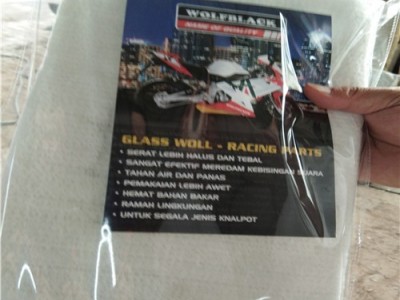 WOLFBLACK
NAME OF QUALITY
GLASS WOLL - RACING PARTS
• SERAT LEBIH HALUS DAN TEBAL
• SANGAT EFEKTIF MEREDAM KEBISINGAN SUARA
• TAHAN AIR DAN PANAS
• PEMAKAIAN LEBIH AWET
• HEMAT BAHAN BAKAR
• RAMAH LINGKUNGAN
• UNTUK SEGALA JENIS KNALPOT